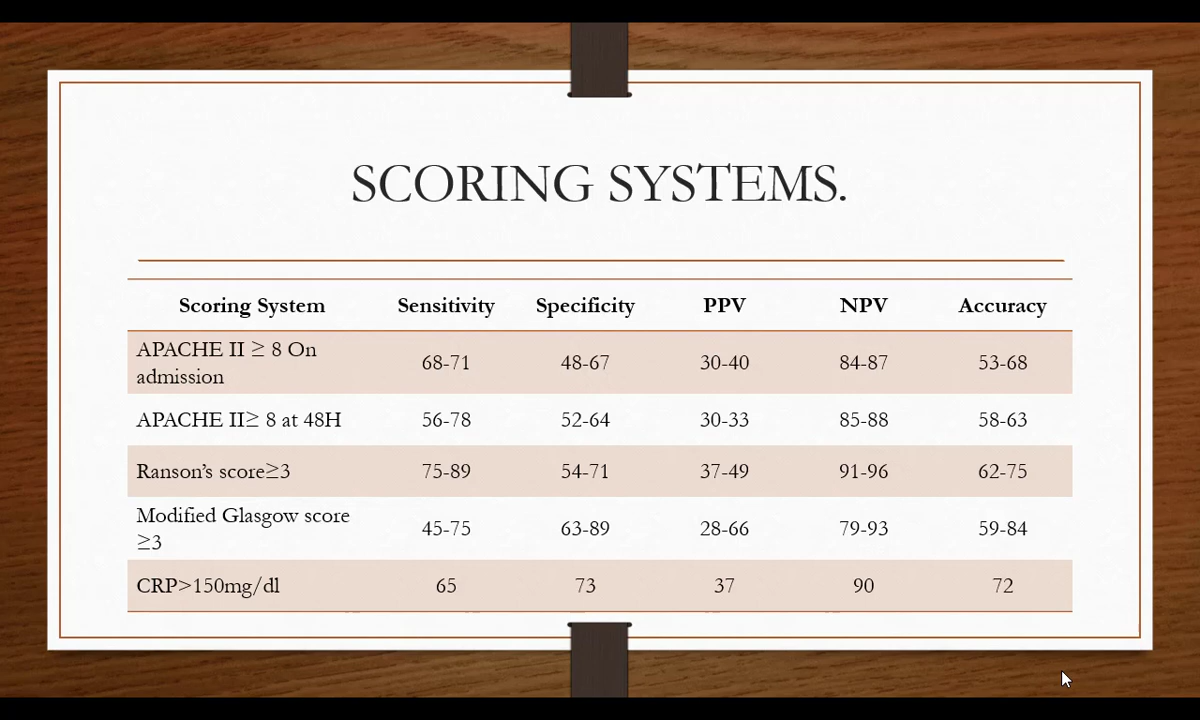 SCORING SYSTEMS.
Scoring System Sensitivity Specificity PPV NPV Accuracy
APACHE II ≥ 8 On
admission 68-71 48-67 30-40 84-87 53-68
APACHE II≥ 8 at 48H 56-78 52-64 30-33 85-88 58-63
Ranson’s score≥3 75-89 54-71 37-49 91-96 62-75
Modified Glasgow score
≥3 45-75 63-89 28-66 79-93 59-84
CRP>150mg/dl 65 73 37 90 72